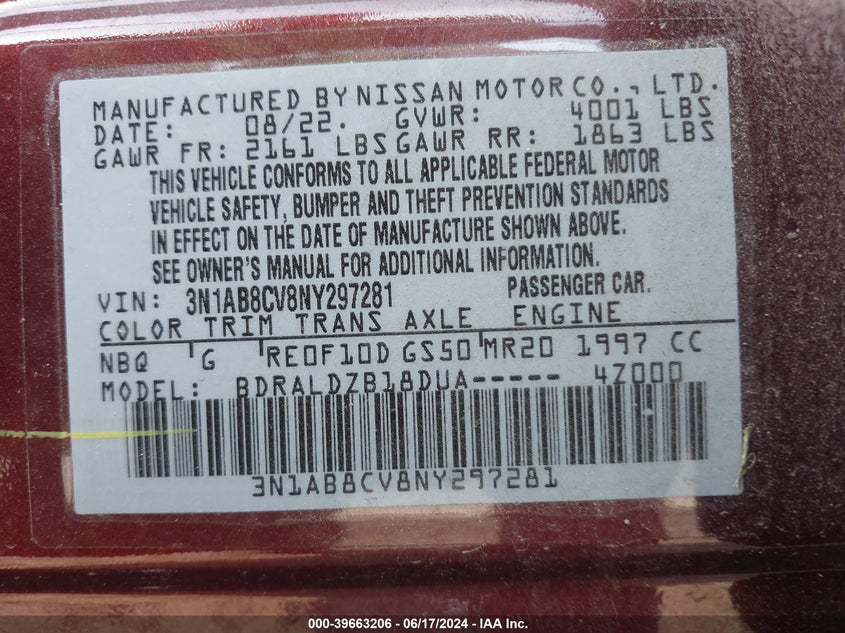 MANUFACTURED BY NISSAN MOTOR CO., LTD.
DATE: 08/22. GVWR: 4001 LBS
GAWR FR: 2161 LBS GAWR RR: 1863 LBS
THIS VEHICLE CONFORMS TO ALL APPLICABLE FEDERAL MOTOR
VEHICLE SAFETY, BUMPER AND THEFT PREVENTION STANDARDS
IN EFFECT ON THE DATE OF MANUFACTURE SHOWN ABOVE.
SEE OWNER'S MANUAL FOR ADDITIONAL INFORMATION.
VIN: 3N1AB8CV8NY297281 PASSENGER CAR.
COLOR TRIM TRANS AXLE ENGINE
NBQ G RE0F10D GS50 MR20 1997 CC
MODEL: BDRALDZB18DUA----- 4Z000
3N1AB8CV8NY297281
000-39663206 - 06/17/2024 - IAA Inc.